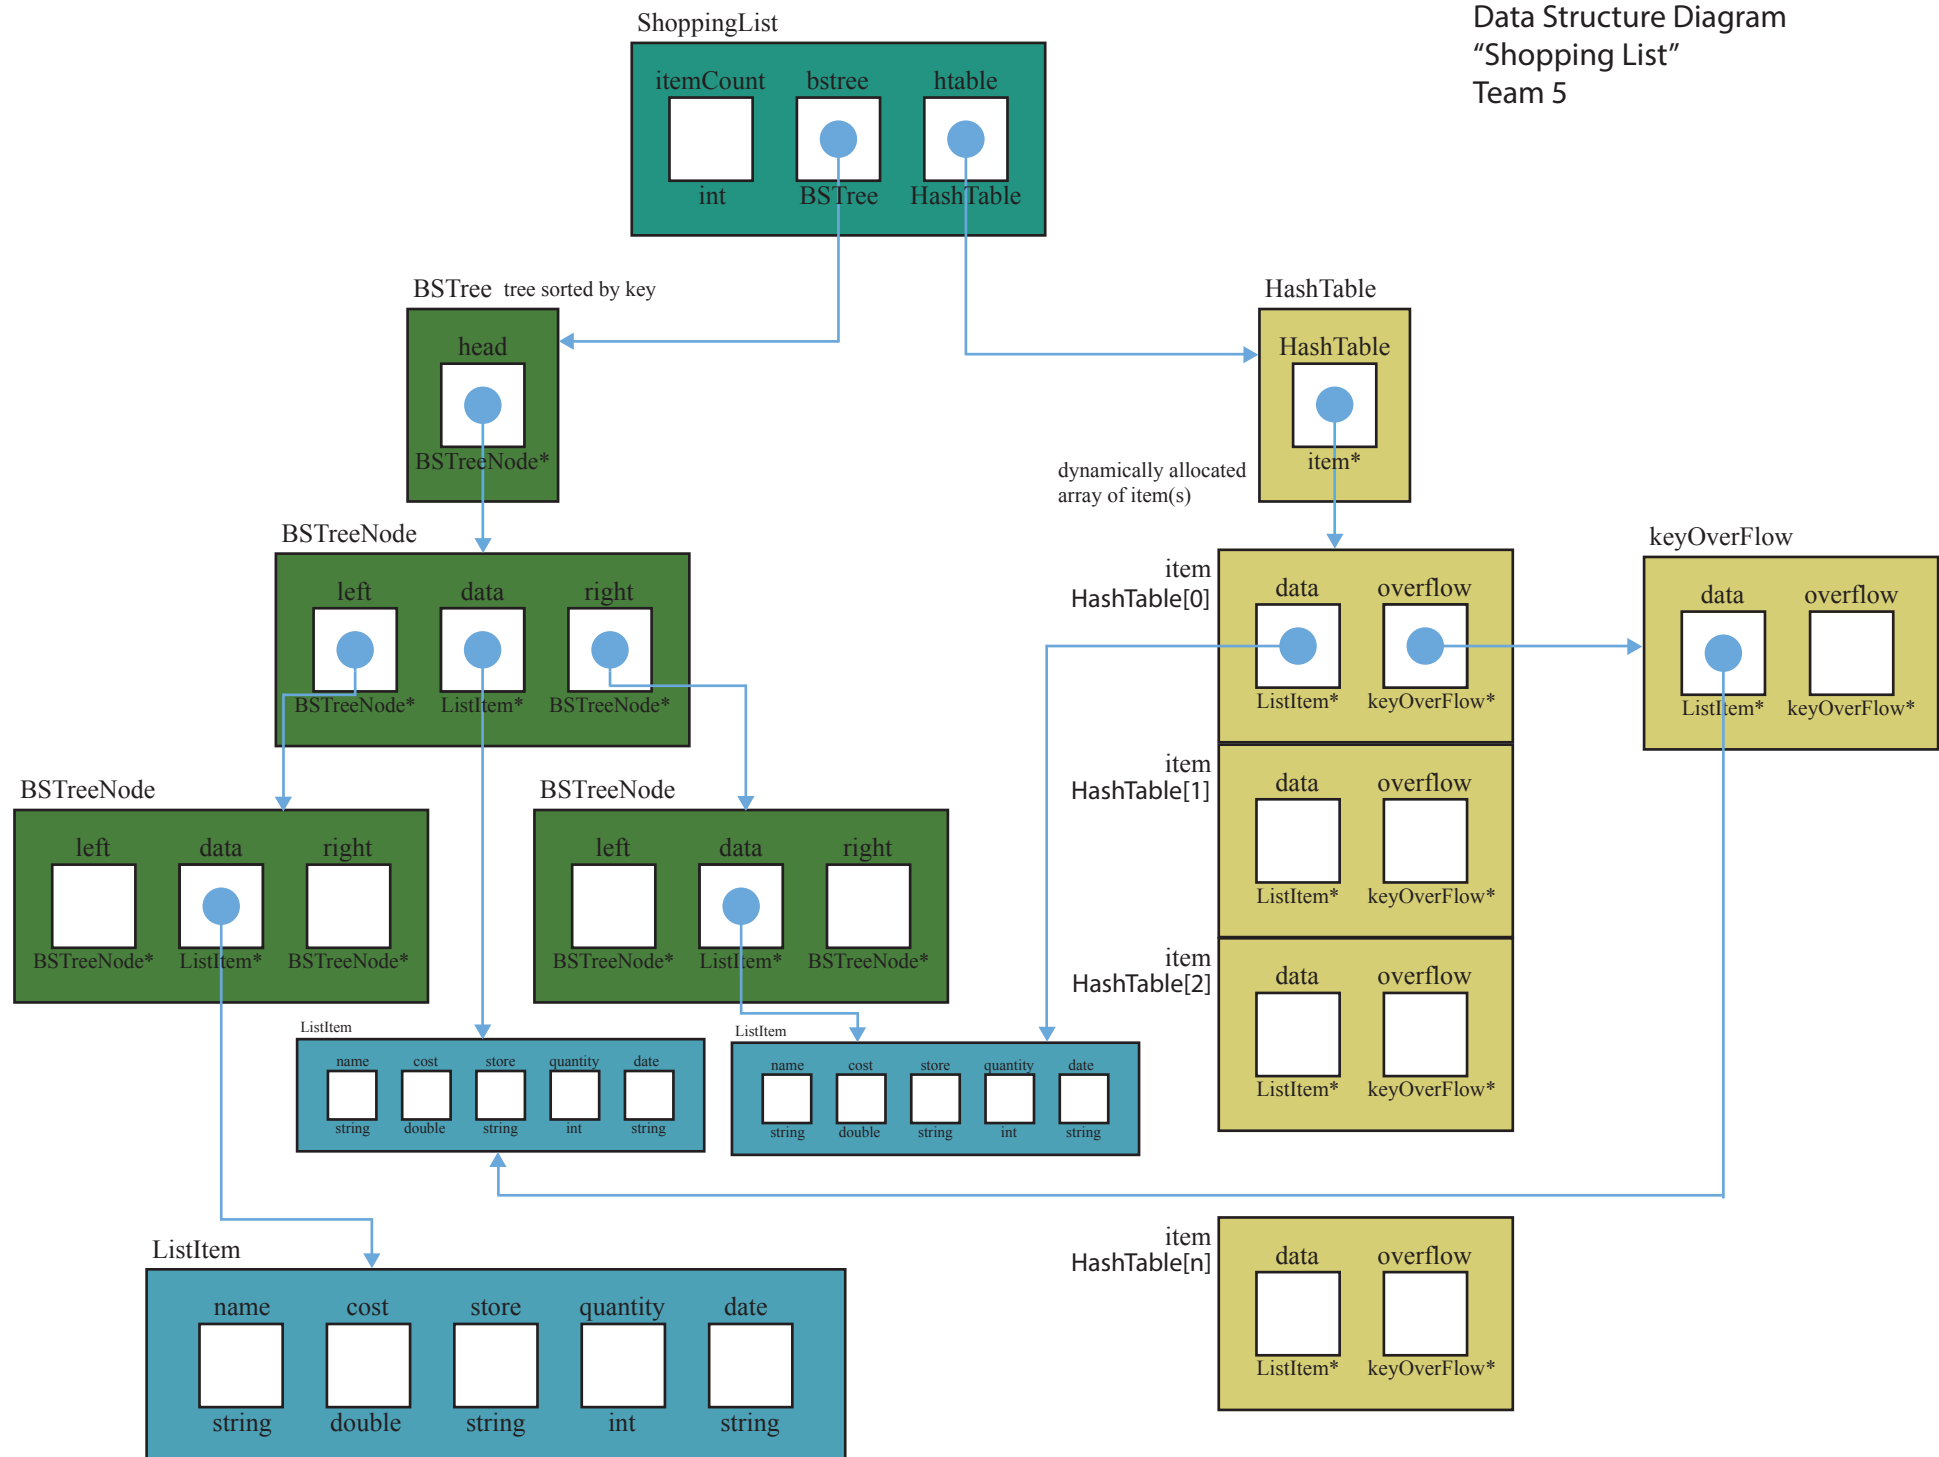 Data Structure Diagram
“Shopping List”
Team 5
ShoppingList
itemCount bstree htable
int BSTree HashTable
BSTree tree sorted by key
head
BSTreeNode*
HashTable
HashTable
item*
dynamically allocated
array of item(s)
BSTreeNode
left data right
BSTreeNode* ListItem* BSTreeNode*
item
HashTable[0]
data overflow
ListItem* keyOverFlow*
keyOverFlow
data overflow
ListItem* keyOverFlow*
item
HashTable[1]
data overflow
ListItem* keyOverFlow*
BSTreeNode
left data right
BSTreeNode* ListItem* BSTreeNode*
BSTreeNode
left data right
BSTreeNode* ListItem* BSTreeNode*
item
HashTable[2]
data overflow
ListItem* keyOverFlow*
ListItem
name cost store quantity date
string double string int string
ListItem
name cost store quantity date
string double string int string
item
HashTable[n]
data overflow
ListItem* keyOverFlow*
ListItem
name cost store quantity date
string double string int string